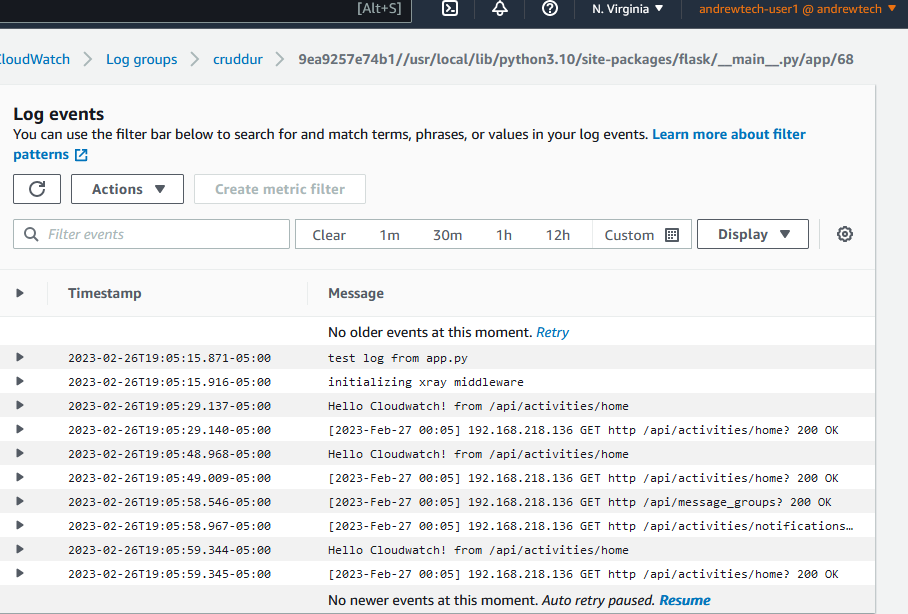 [Alt+S] N. Virginia ▼ andrewtech-user1 @ andrewtech ▼
CloudWatch > Log groups > cruddur > 9ea9257e74b1//usr/local/lib/python3.10/site-packages/flask/__main__.py/app/68
Log events
You can use the filter bar below to search for and match terms, phrases, or values in your log events. Learn more about filter
patterns
Actions ▼ Create metric filter
Filter events Clear 1m 30m 1h 12h Custom Display ▼
Timestamp Message
No older events at this moment. Retry
2023-02-26T19:05:15.871-05:00 test log from app.py
2023-02-26T19:05:15.916-05:00 initializing xray middleware
2023-02-26T19:05:29.137-05:00 Hello Cloudwatch! from /api/activities/home
2023-02-26T19:05:29.140-05:00 [2023-Feb-27 00:05] 192.168.218.136 GET http /api/activities/home? 200 OK
2023-02-26T19:05:48.968-05:00 Hello Cloudwatch! from /api/activities/home
2023-02-26T19:05:49.009-05:00 [2023-Feb-27 00:05] 192.168.218.136 GET http /api/activities/home? 200 OK
2023-02-26T19:05:58.546-05:00 [2023-Feb-27 00:05] 192.168.218.136 GET http /api/message_groups? 200 OK
2023-02-26T19:05:58.967-05:00 [2023-Feb-27 00:05] 192.168.218.136 GET http /api/activities/notifications…
2023-02-26T19:05:59.344-05:00 Hello Cloudwatch! from /api/activities/home
2023-02-26T19:05:59.345-05:00 [2023-Feb-27 00:05] 192.168.218.136 GET http /api/activities/home? 200 OK
No newer events at this moment. Auto retry paused. Resume